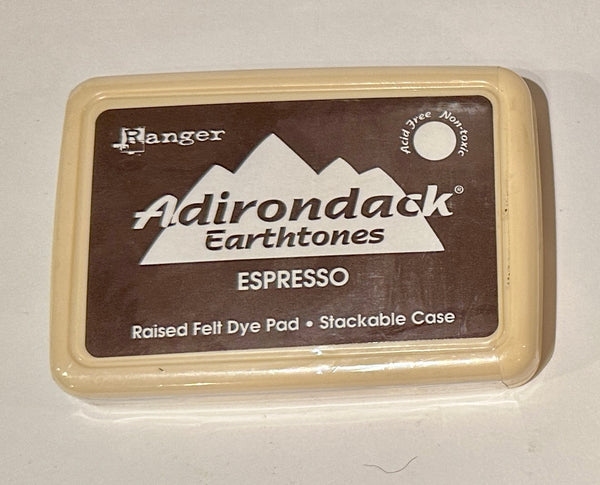 Ranger
Acid Free Non-toxic
Adirondack®
Earthtones
ESPRESSO
Raised Felt Dye Pad • Stackable Case